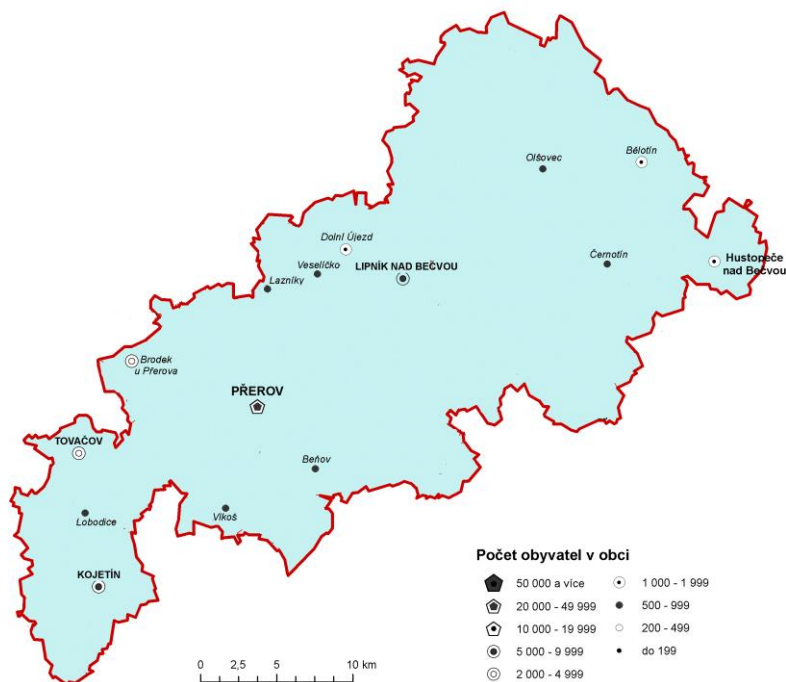 Olšovec
Bělotín
Dolní Újezd
Veselíčko
LIPNÍK NAD BEČVOU
Černotín
Hustopeče
nad Bečvou
Lazníky
Brodek
u Přerova
PŘEROV
TOVAČOV
Beňov
Lobodice
Vlkoš
KOJETÍN
Počet obyvatel v obci
50 000 a více
20 000 - 49 999
10 000 - 19 999
5 000 - 9 999
2 000 - 4 999
1 000 - 1 999
500 - 999
200 - 499
do 199
0 2,5 5 10 km